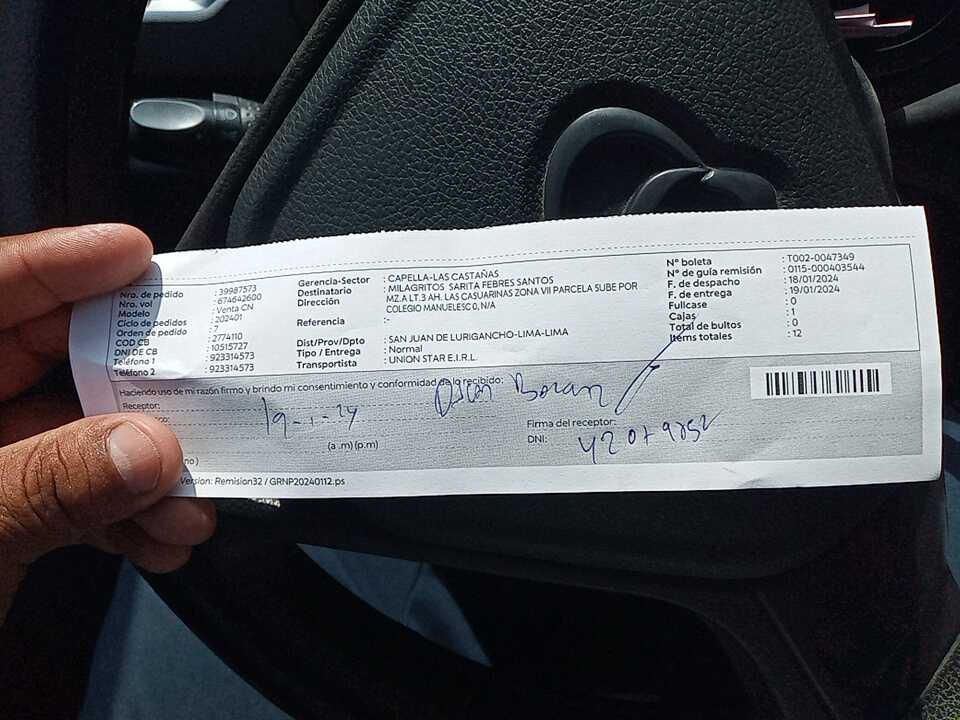 Nro. de pedido : 39987573
Nro. vol : 674642600
Modelo : Venta CN
Ciclo de pedidos : 202401
Orden de pedido : 7
COD CB : 2774110
DNI DE CB : 10515727
Teléfono 1 : 923314573
Teléfono 2 : 923314573
Gerencia-Sector : CAPELLA-LAS CASTAÑAS
Destinatario : MILAGRITOS SARITA FEBRES SANTOS
Dirección : MZ.A LT.3 AH. LAS CASUARINAS ZONA VII PARCELA SUBE POR
COLEGIO MANUELESC 0, N/A
Referencia :-
Dist/Prov/Dpto : SAN JUAN DE LURIGANCHO-LIMA-LIMA
Tipo / Entrega : Normal
Transportista : UNION STAR E.I.R.L.
N° boleta : T002-0047349
N° de guía remisión : 0115-000403544
F. de despacho : 18/01/2024
F. de entrega : 19/01/2024
Fullcase : 0
Cajas : 1
Total de bultos : 0
Items totales : 12
Haciendo uso de mi razón firmo y brindo mi consentimiento y conformidad de lo recibido:
Receptor:
19-1-24
(a .m) (p.m)
Firma del receptor:
DNI:
Version: Remision32 / GRNP20240112.ps